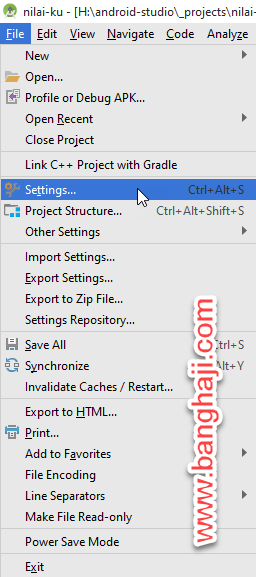 nilai-ku - [H:\android-studio\_projects\nilai-
File Edit View Navigate Code Analyze
New
Open...
Profile or Debug APK...
Open Recent
Close Project
Link C++ Project with Gradle
Settings... Ctrl+Alt+S
Project Structure... Ctrl+Alt+Shift+S
Other Settings
Import Settings...
Export Settings...
Export to Zip File...
Settings Repository...
Save All Ctrl+S
Synchronize Alt+Y
Invalidate Caches / Restart...
Export to HTML...
Print...
Add to Favorites
File Encoding
Line Separators
Make File Read-only
Power Save Mode
Exit
www.banghaji.com